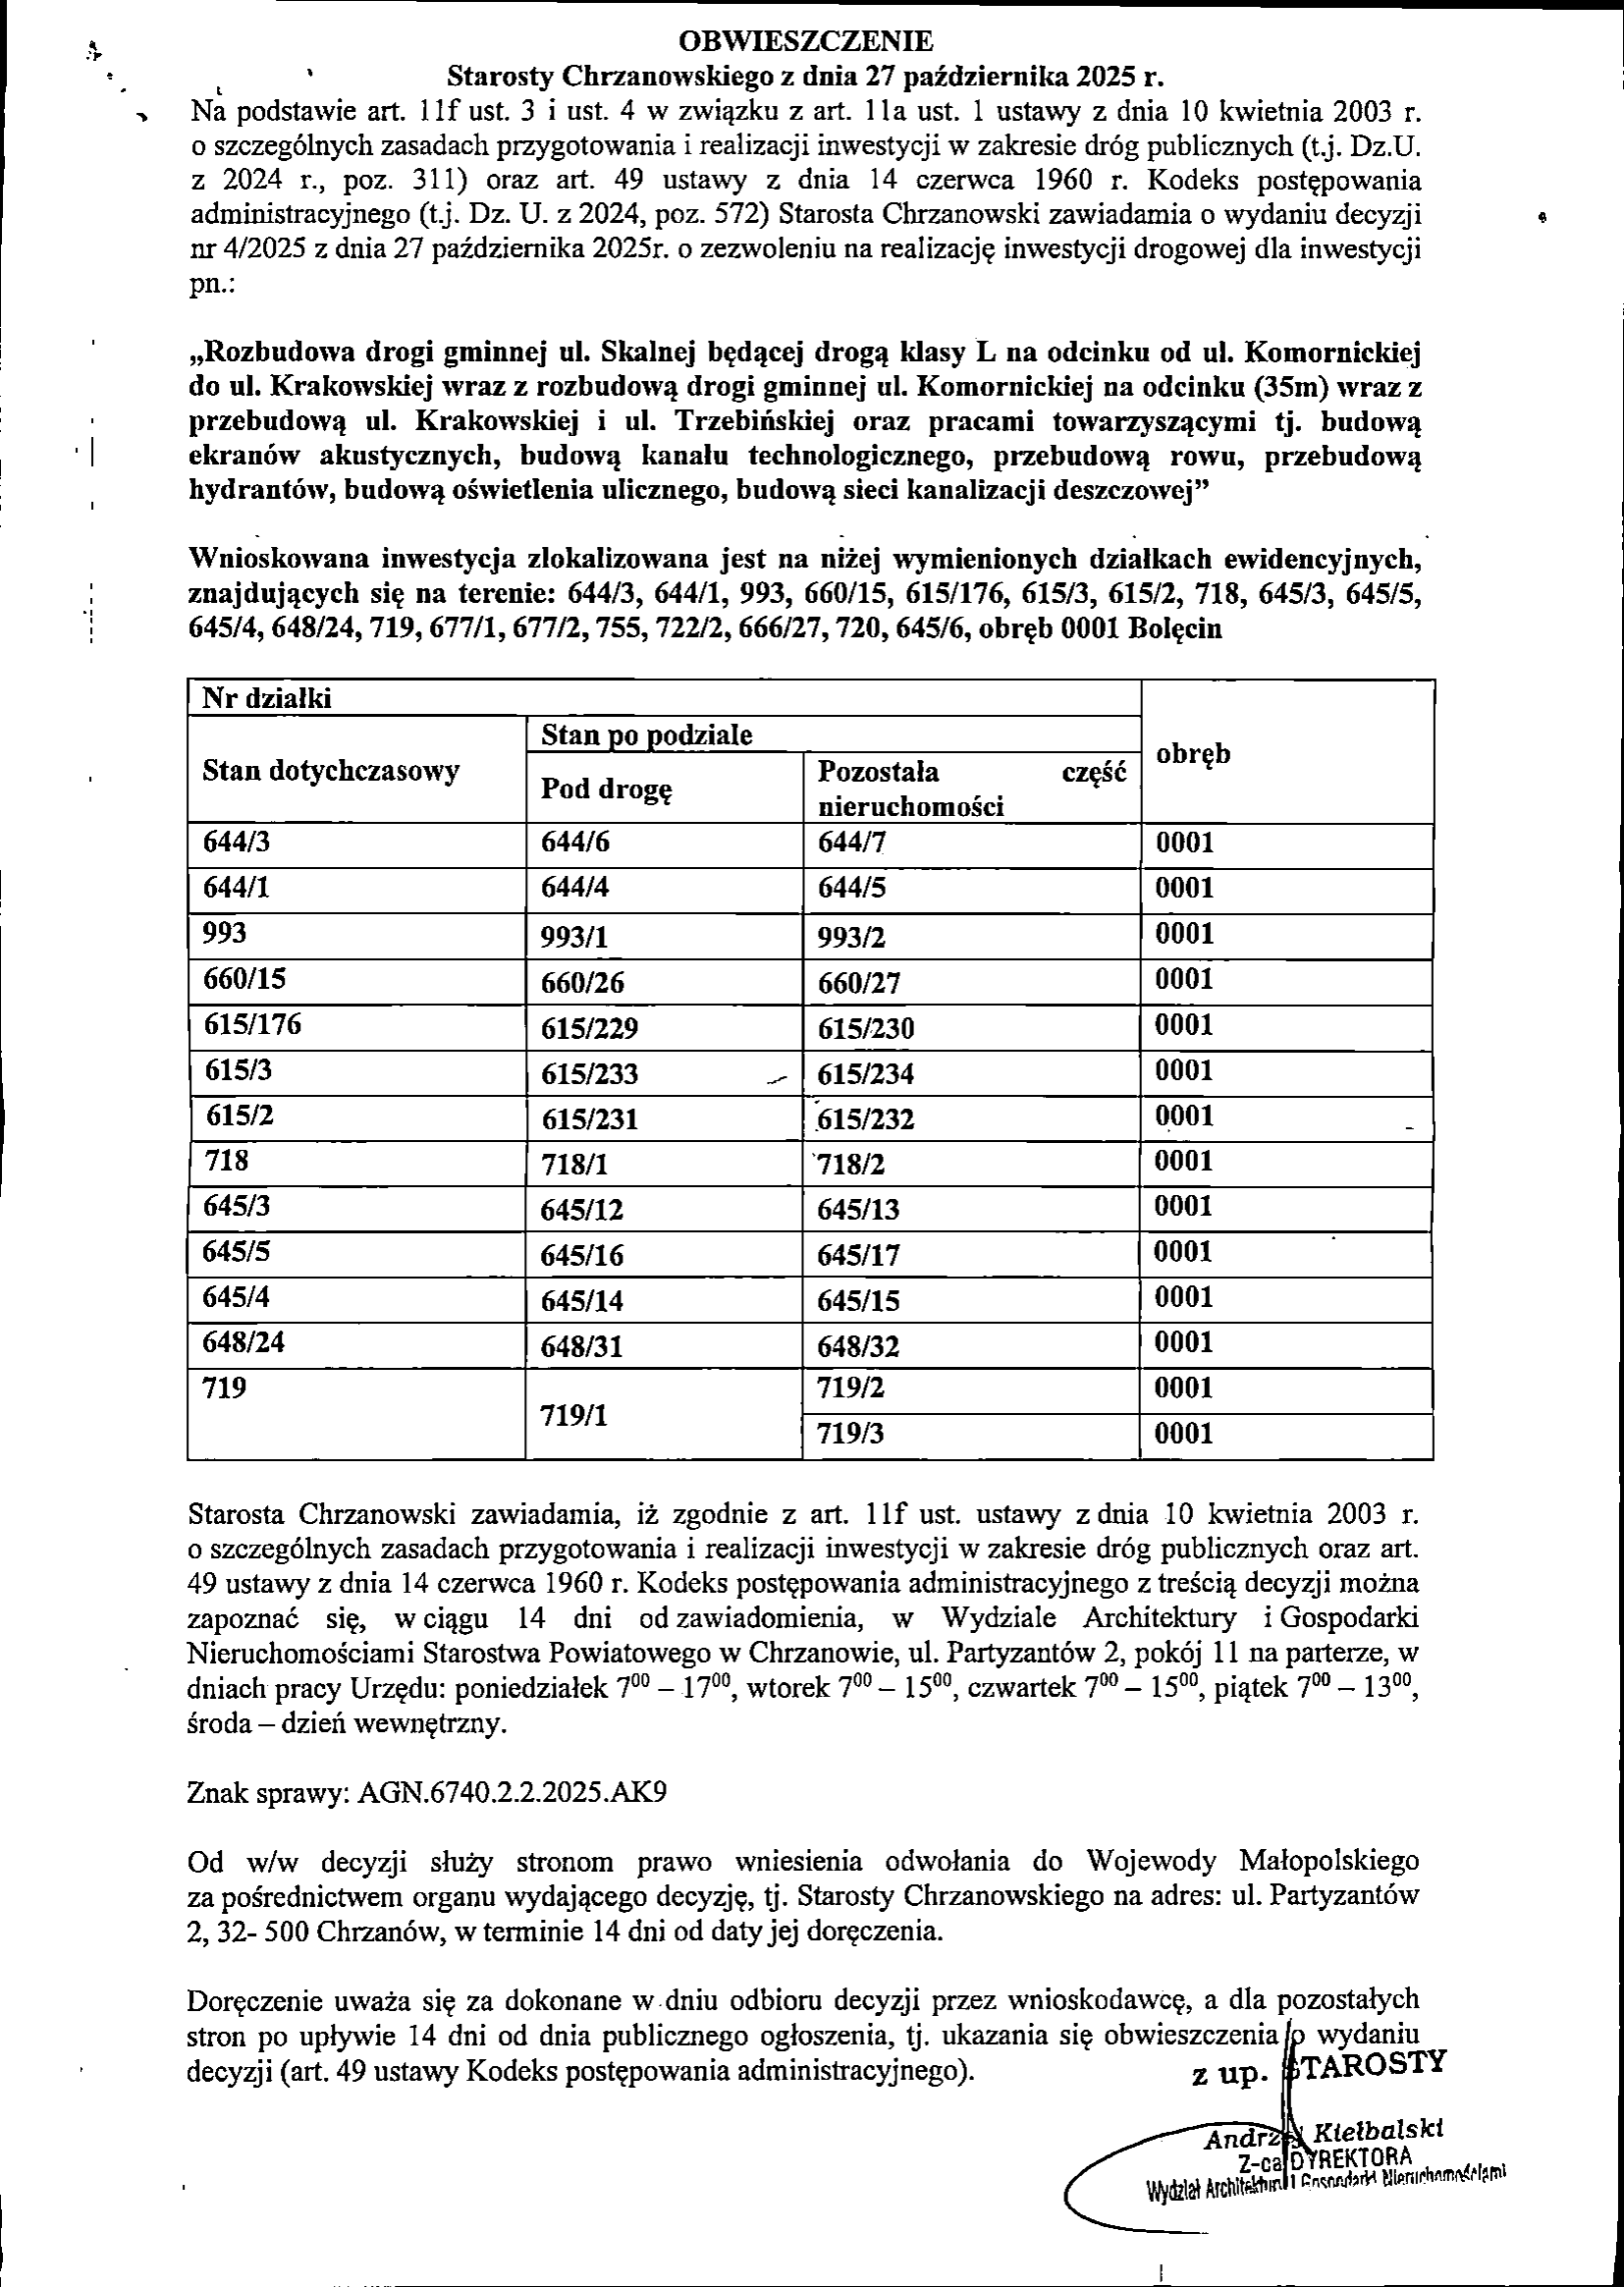 OBWIESZCZENIE
Starosty Chrzanowskiego z dnia 27 października 2025 r.
Na podstawie art. 11f ust. 3 i ust. 4 w związku z art. 11a ust. 1 ustawy z dnia 10 kwietnia 2003 r.
o szczególnych zasadach przygotowania i realizacji inwestycji w zakresie dróg publicznych (t.j. Dz.U.
z 2024 r., poz. 311) oraz art. 49 ustawy z dnia 14 czerwca 1960 r. Kodeks postępowania
administracyjnego (t.j. Dz. U. z 2024, poz. 572) Starosta Chrzanowski zawiadamia o wydaniu decyzji
nr 4/2025 z dnia 27 października 2025r. o zezwoleniu na realizację inwestycji drogowej dla inwestycji
pn.:
„Rozbudowa drogi gminnej ul. Skalnej będącej drogą klasy L na odcinku od ul. Komornickiej
do ul. Krakowskiej wraz z rozbudową drogi gminnej ul. Komornickiej na odcinku (35m) wraz z
przebudową ul. Krakowskiej i ul. Trzebińskiej oraz pracami towarzyszącymi tj. budową
ekranów akustycznych, budową kanału technologicznego, przebudową rowu, przebudową
hydrantów, budową oświetlenia ulicznego, budową sieci kanalizacji deszczowej”
Wnioskowana inwestycja zlokalizowana jest na niżej wymienionych działkach ewidencyjnych,
znajdujących się na terenie: 644/3, 644/1, 993, 660/15, 615/176, 615/3, 615/2, 718, 645/3, 645/5,
645/4, 648/24, 719, 677/1, 677/2, 755, 722/2, 666/27, 720, 645/6, obręb 0001 Bolęcin
Nr działki
obręb
Stan dotychczasowy
Stan po podziale
Pod drogę
Pozostała część
nieruchomości
644/3 644/6 644/7 0001
644/1 644/4 644/5 0001
993 993/1 993/2 0001
660/15 660/26 660/27 0001
615/176 615/229 615/230 0001
615/3 615/233 615/234 0001
615/2 615/231 615/232 0001
718 718/1 718/2 0001
645/3 645/12 645/13 0001
645/5 645/16 645/17 0001
645/4 645/14 645/15 0001
648/24 648/31 648/32 0001
719 719/1 719/2 0001
719/3 0001
Starosta Chrzanowski zawiadamia, iż zgodnie z art. 11f ust. ustawy z dnia 10 kwietnia 2003 r.
o szczególnych zasadach przygotowania i realizacji inwestycji w zakresie dróg publicznych oraz art.
49 ustawy z dnia 14 czerwca 1960 r. Kodeks postępowania administracyjnego z treścią decyzji można
zapoznać się, w ciągu 14 dni od zawiadomienia, w Wydziale Architektury i Gospodarki
Nieruchomościami Starostwa Powiatowego w Chrzanowie, ul. Partyzantów 2, pokój 11 na parterze, w
dniach pracy Urzędu: poniedziałek 7⁰⁰ – 17⁰⁰, wtorek 7⁰⁰ – 15⁰⁰, czwartek 7⁰⁰ – 15⁰⁰, piątek 7⁰⁰ – 13⁰⁰,
środa – dzień wewnętrzny.
Znak sprawy: AGN.6740.2.2.2025.AK9
Od w/w decyzji służy stronom prawo wniesienia odwołania do Wojewody Małopolskiego
za pośrednictwem organu wydającego decyzję, tj. Starosty Chrzanowskiego na adres: ul. Partyzantów
2, 32- 500 Chrzanów, w terminie 14 dni od daty jej doręczenia.
Doręczenie uważa się za dokonane w dniu odbioru decyzji przez wnioskodawcę, a dla pozostałych
stron po upływie 14 dni od dnia publicznego ogłoszenia, tj. ukazania się obwieszczenia o wydaniu
decyzji (art. 49 ustawy Kodeks postępowania administracyjnego).
z up. STAROSTY
Andrzej Kiełbalski
Z-ca DYREKTORA
Wydział Architektury i Gospodarki Nieruchomościami